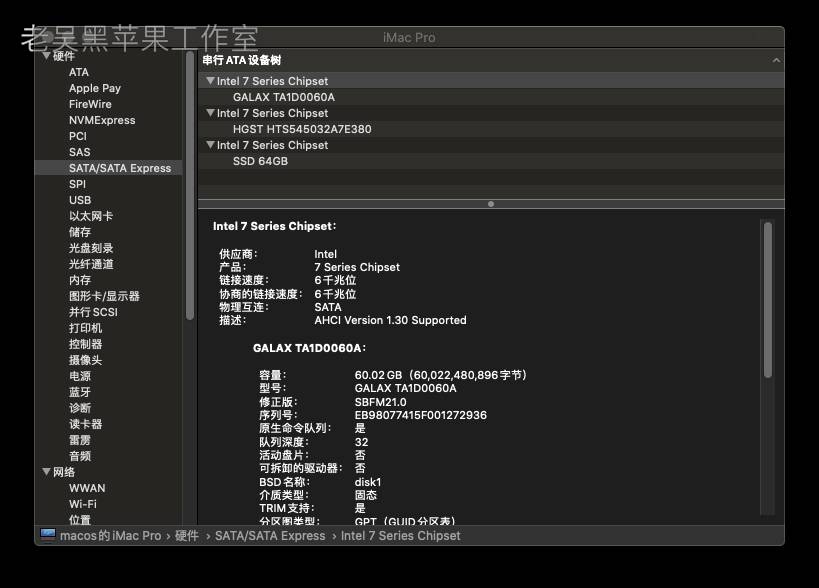 老吴黑苹果工作室
iMac Pro
硬件
ATA
Apple Pay
FireWire
NVMExpress
PCI
SAS
SATA/SATA Express
SPI
USB
以太网卡
储存
光盘刻录
光纤通道
内存
图形卡/显示器
并行 SCSI
打印机
控制器
摄像头
电源
蓝牙
诊断
读卡器
雷雳
音频
网络
WWAN
Wi-Fi
位置
串行 ATA 设备树
Intel 7 Series Chipset
GALAX TA1D0060A
Intel 7 Series Chipset
HGST HTS545032A7E380
Intel 7 Series Chipset
SSD 64GB
Intel 7 Series Chipset:
供应商: Intel
产品: 7 Series Chipset
链接速度: 6 千兆位
协商的链接速度: 6 千兆位
物理互连: SATA
描述: AHCI Version 1.30 Supported
GALAX TA1D0060A:
容量: 60.02 GB（60,022,480,896 字节）
型号: GALAX TA1D0060A
修正版: SBFM21.0
序列号: EB98077415F001272936
原生命令队列: 是
队列深度: 32
活动盘片: 否
可拆卸的驱动器: 否
BSD 名称: disk1
介质类型: 固态
TRIM 支持: 是
分区图类型: GPT（GUID 分区表）
macos的 iMac Pro › 硬件 › SATA/SATA Express › Intel 7 Series Chipset